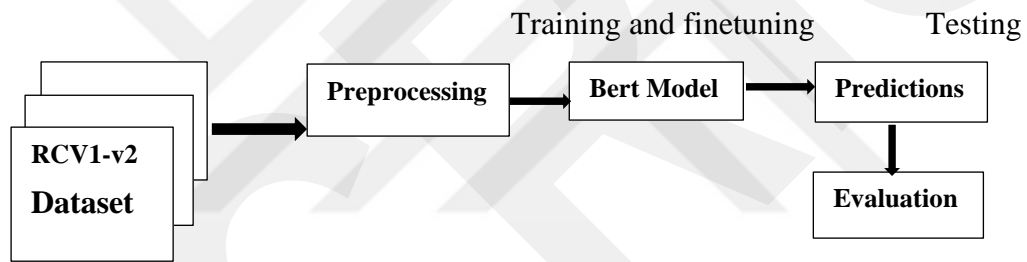 Training and finetuning
Testing
RCV1-v2
Dataset
Preprocessing
Bert Model
Predictions
Evaluation